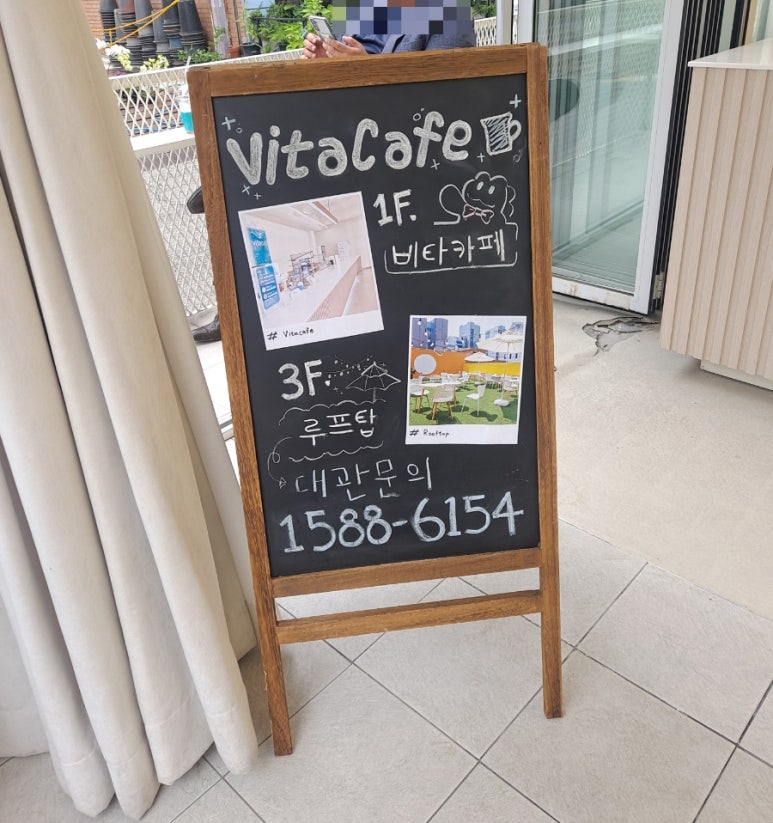 VitaCafe
1F.
비타카페
# Vitacafe
3F.
루프탑
# Rooftop
대관문의
1588-6154